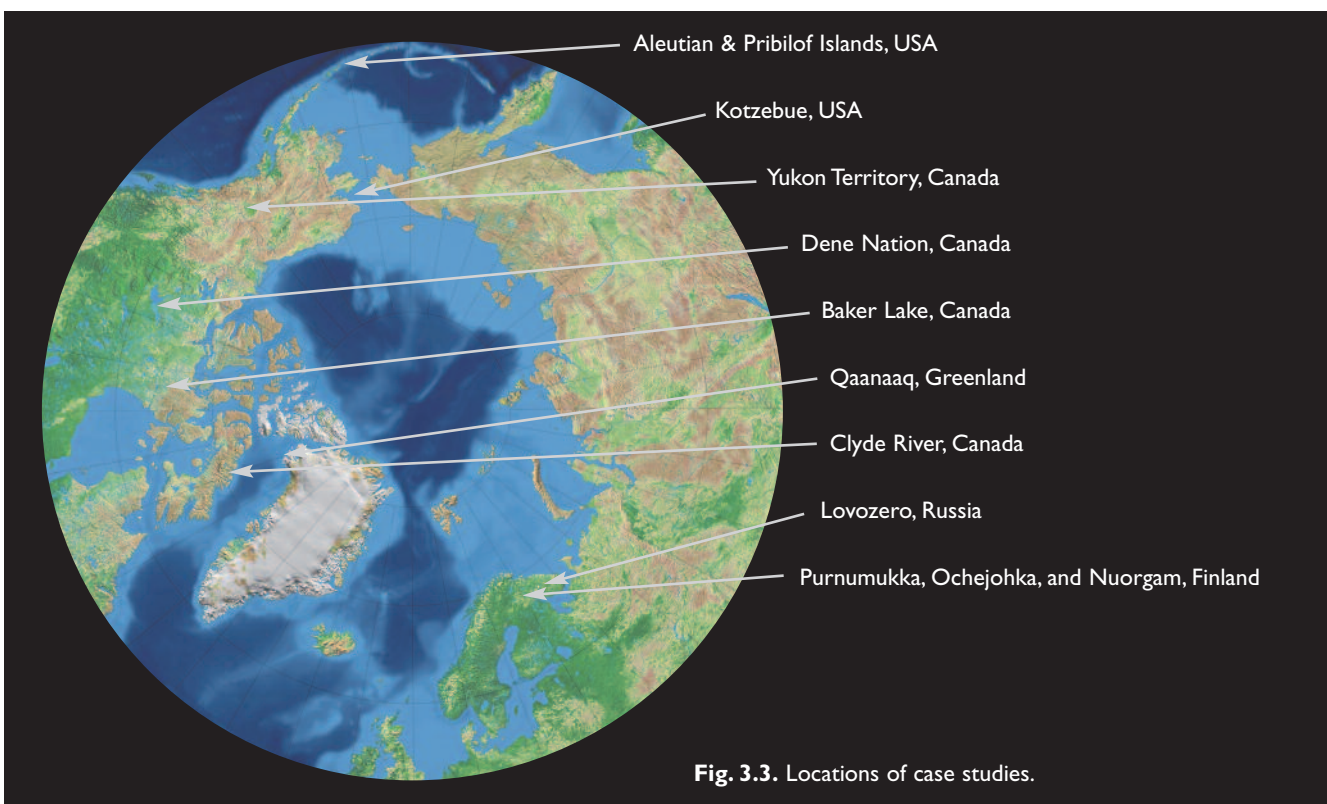 Aleutian & Pribilof Islands, USA
Kotzebue, USA
Yukon Territory, Canada
Dene Nation, Canada
Baker Lake, Canada
Qaanaaq, Greenland
Clyde River, Canada
Lovozero, Russia
Purnumukka, Ochejohka, and Nuorgam, Finland
Fig. 3.3. Locations of case studies.